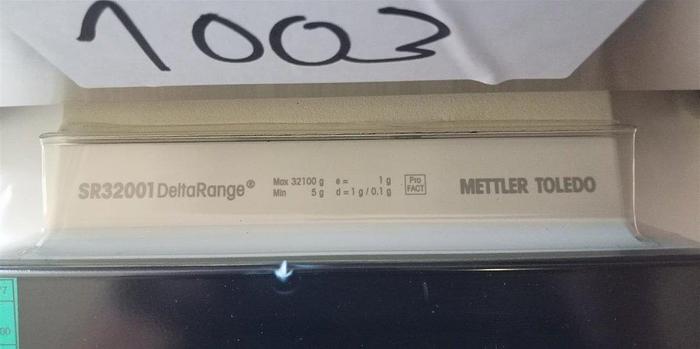 1003
SR32001 DeltaRange®
Max 32100 g e = 1 g
Min 5 g d = 1 g / 0.1 g
Pro
FACT
METTLER TOLEDO